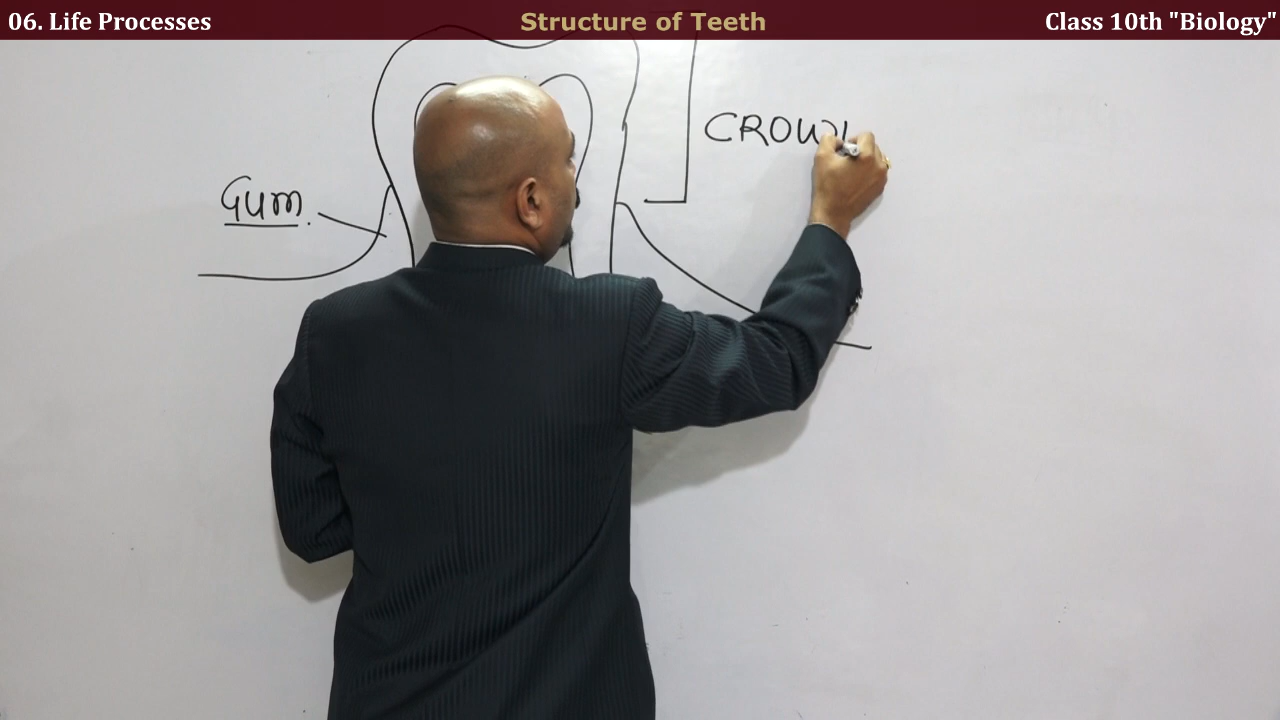 06. Life Processes
Structure of Teeth
Class 10th "Biology"
CROW
Gum.